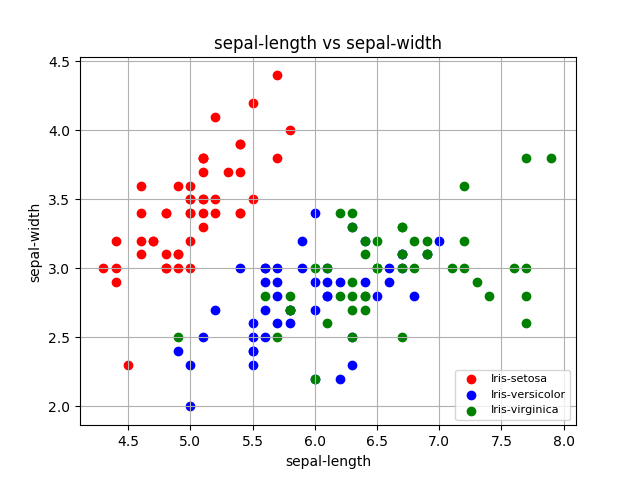 sepal-length vs sepal-width
4.5
4.0
3.5
3.0
2.5
2.0
sepal-width
4.5 5.0 5.5 6.0 6.5 7.0 7.5 8.0
sepal-length
Iris-setosa
Iris-versicolor
Iris-virginica